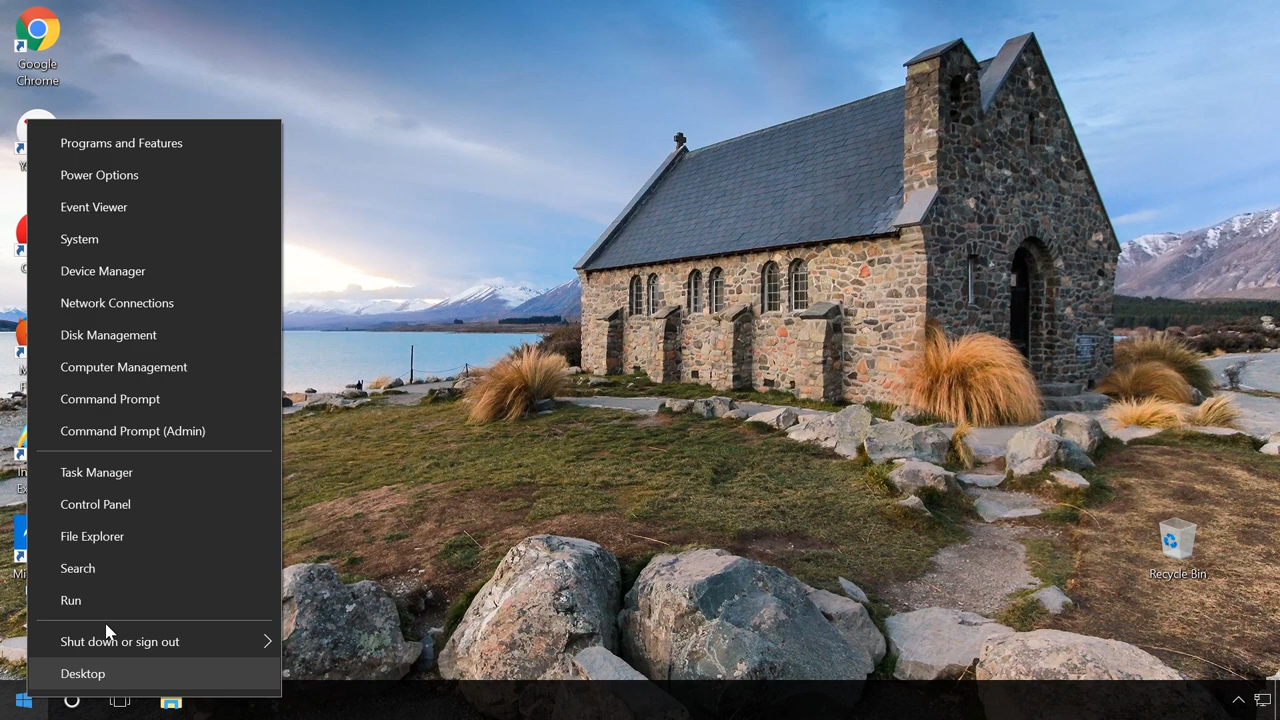 Google
Chrome
Programs and Features
Power Options
Event Viewer
System
Device Manager
Network Connections
Disk Management
Computer Management
Command Prompt
Command Prompt (Admin)
Task Manager
Control Panel
File Explorer
Search
Run
Shut down or sign out
Desktop
Recycle Bin